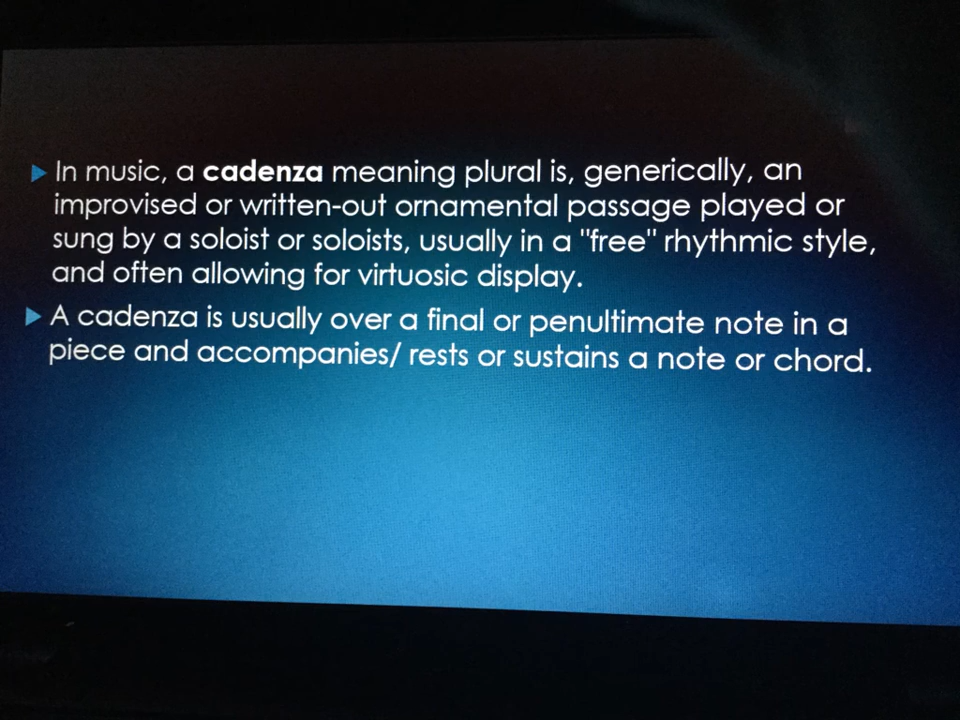 In music, a cadenza meaning plural is, generically, an
improvised or written-out ornamental passage played or
sung by a soloist or soloists, usually in a "free" rhythmic style,
and often allowing for virtuosic display.
A cadenza is usually over a final or penultimate note in a
piece and accompanies/ rests or sustains a note or chord.